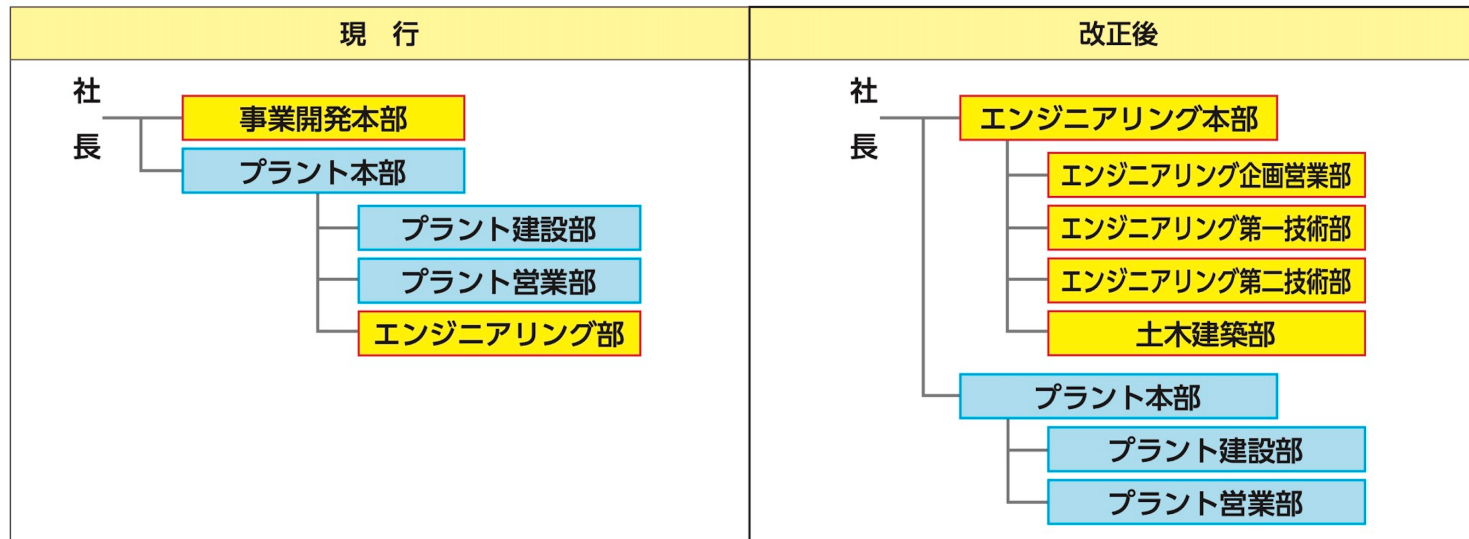 現 行
社長
事業開発本部
プラント本部
プラント建設部
プラント営業部
エンジニアリング部
改正後
社長
エンジニアリング本部
エンジニアリング企画営業部
エンジニアリング第一技術部
エンジニアリング第二技術部
土木建築部
プラント本部
プラント建設部
プラント営業部